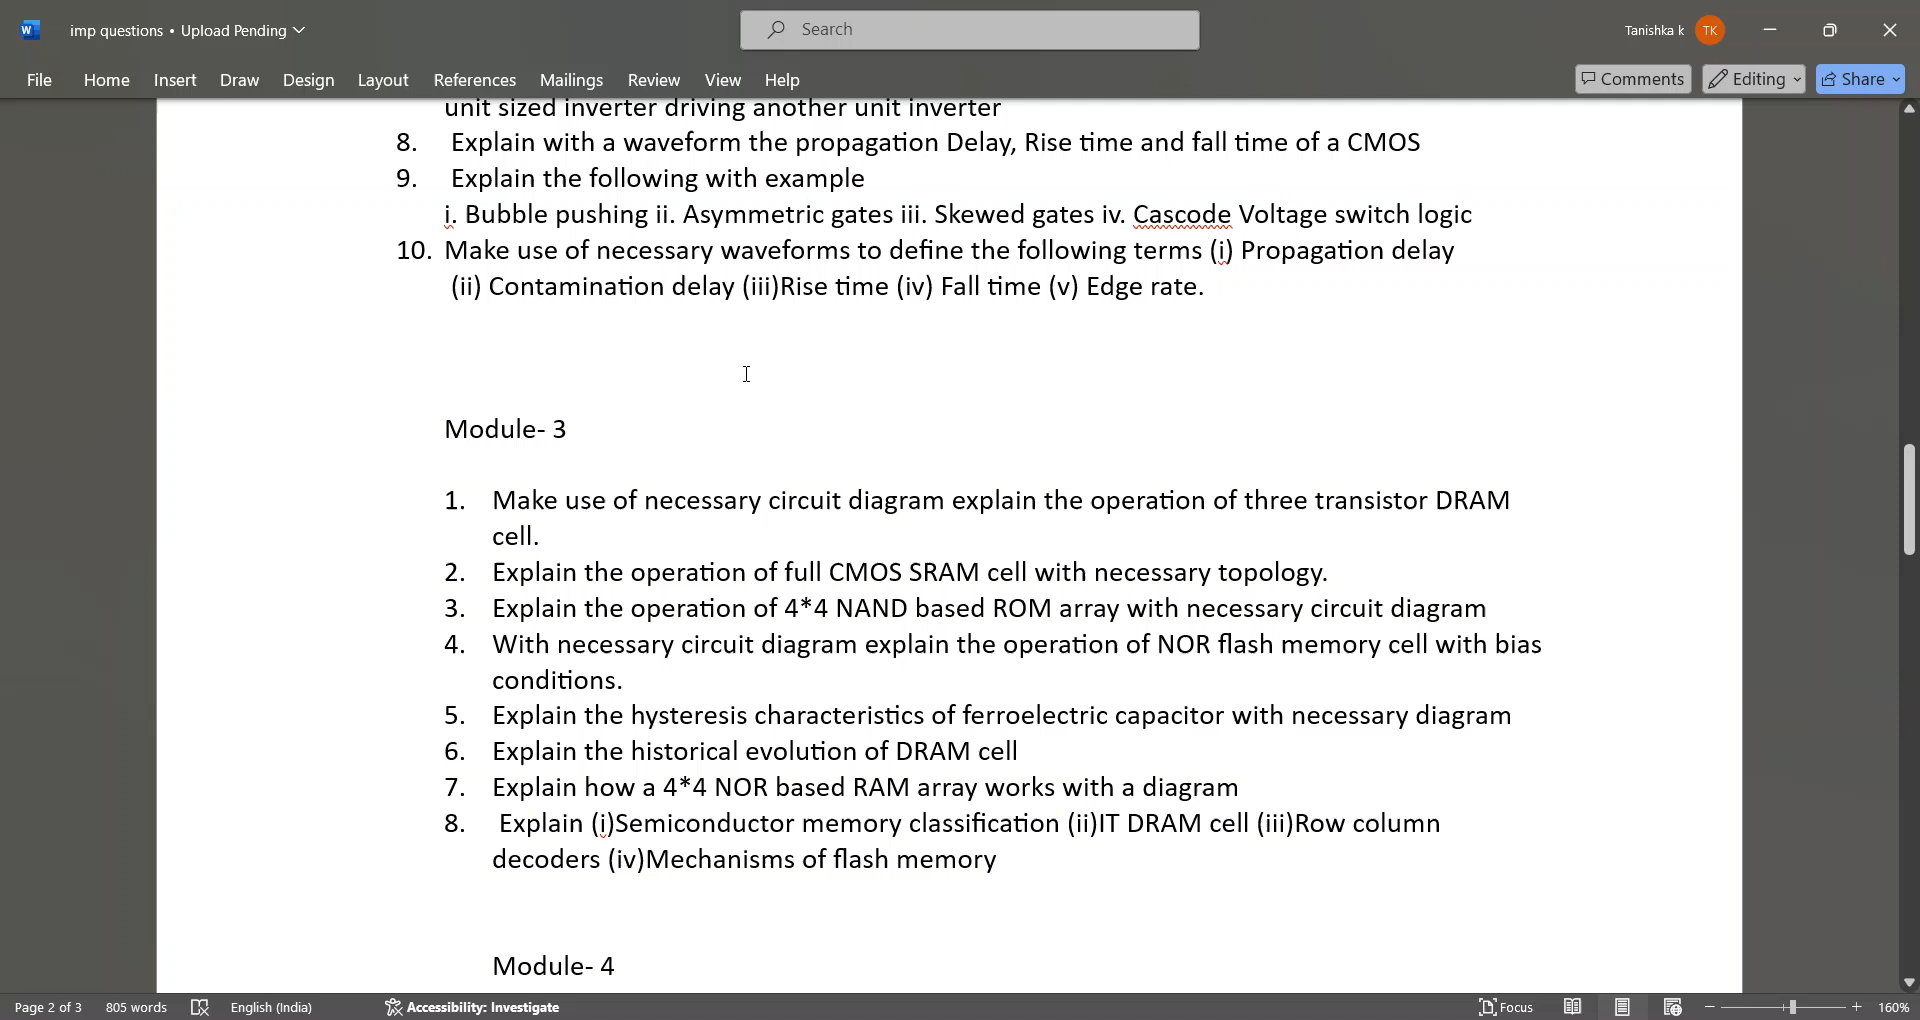 imp questions • Upload Pending
Search
Tanishka k TK
File Home Insert Draw Design Layout References Mailings Review View Help
Comments Editing Share
unit sized inverter driving another unit inverter
8. Explain with a waveform the propagation Delay, Rise time and fall time of a CMOS
9. Explain the following with example
i. Bubble pushing ii. Asymmetric gates iii. Skewed gates iv. Cascode Voltage switch logic
10. Make use of necessary waveforms to define the following terms (i) Propagation delay
(ii) Contamination delay (iii)Rise time (iv) Fall time (v) Edge rate.
Module- 3
1. Make use of necessary circuit diagram explain the operation of three transistor DRAM
cell.
2. Explain the operation of full CMOS SRAM cell with necessary topology.
3. Explain the operation of 4*4 NAND based ROM array with necessary circuit diagram
4. With necessary circuit diagram explain the operation of NOR flash memory cell with bias
conditions.
5. Explain the hysteresis characteristics of ferroelectric capacitor with necessary diagram
6. Explain the historical evolution of DRAM cell
7. Explain how a 4*4 NOR based RAM array works with a diagram
8. Explain (i)Semiconductor memory classification (ii)IT DRAM cell (iii)Row column
decoders (iv)Mechanisms of flash memory
Module- 4
Page 2 of 3 805 words English (India) Accessibility: Investigate Focus 160%